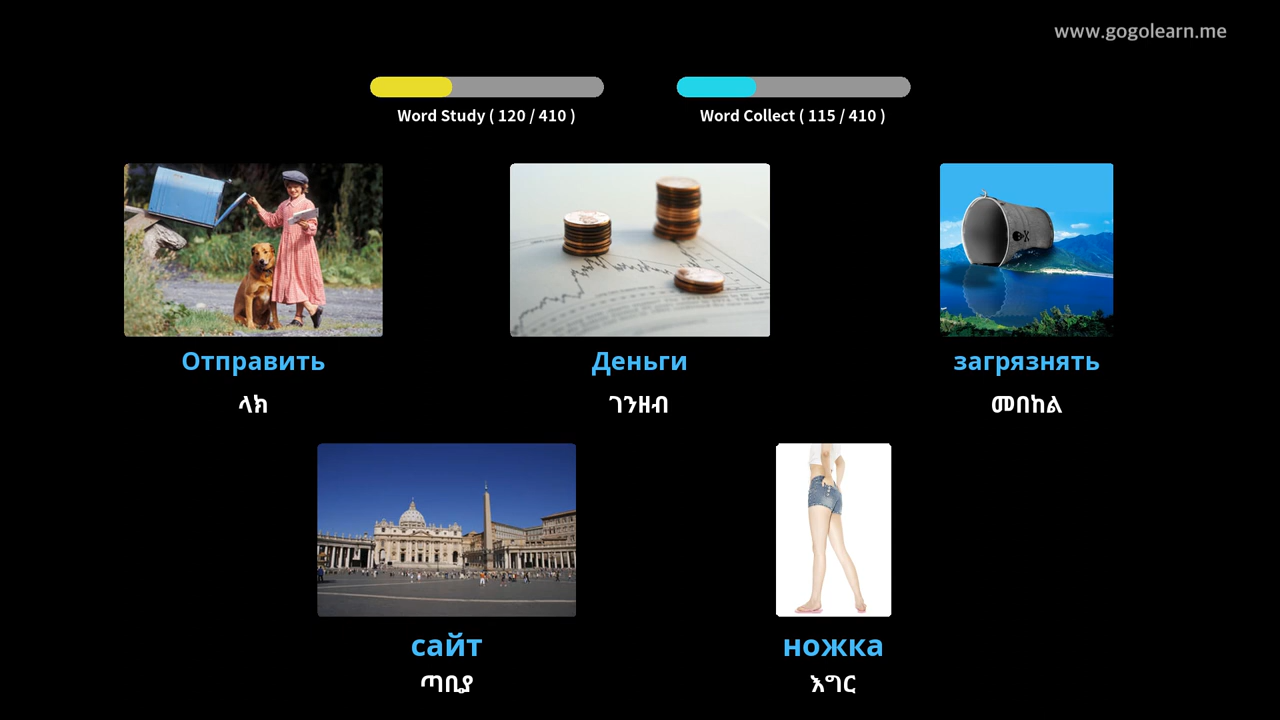 www.gogolearn.me
Word Study ( 120 / 410 )
Word Collect ( 115 / 410 )
Отправить
Деньги
загрязнять
ላክ
ገንዘብ
መበከል
сайт
ножка
ጣቢያ
እግር